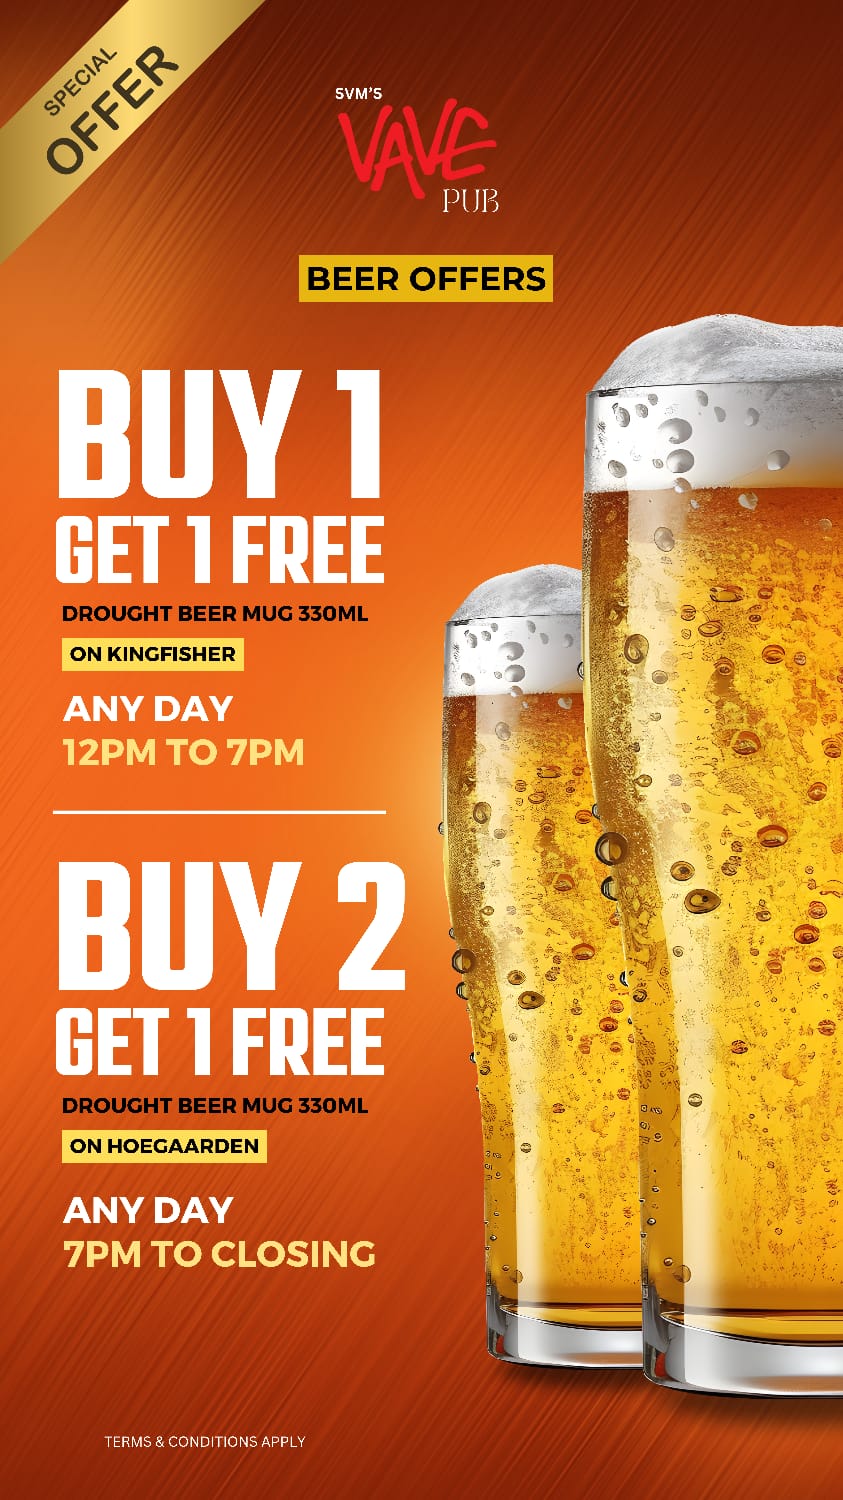 SPECIAL
OFFER
SVM'S
VAVE
PUB
BEER OFFERS
BUY 1
GET 1 FREE
DROUGHT BEER MUG 330ML
ON KINGFISHER
ANY DAY
12PM TO 7PM
BUY 2
GET 1 FREE
DROUGHT BEER MUG 330ML
ON HOEGAARDEN
ANY DAY
7PM TO CLOSING
TERMS & CONDITIONS APPLY